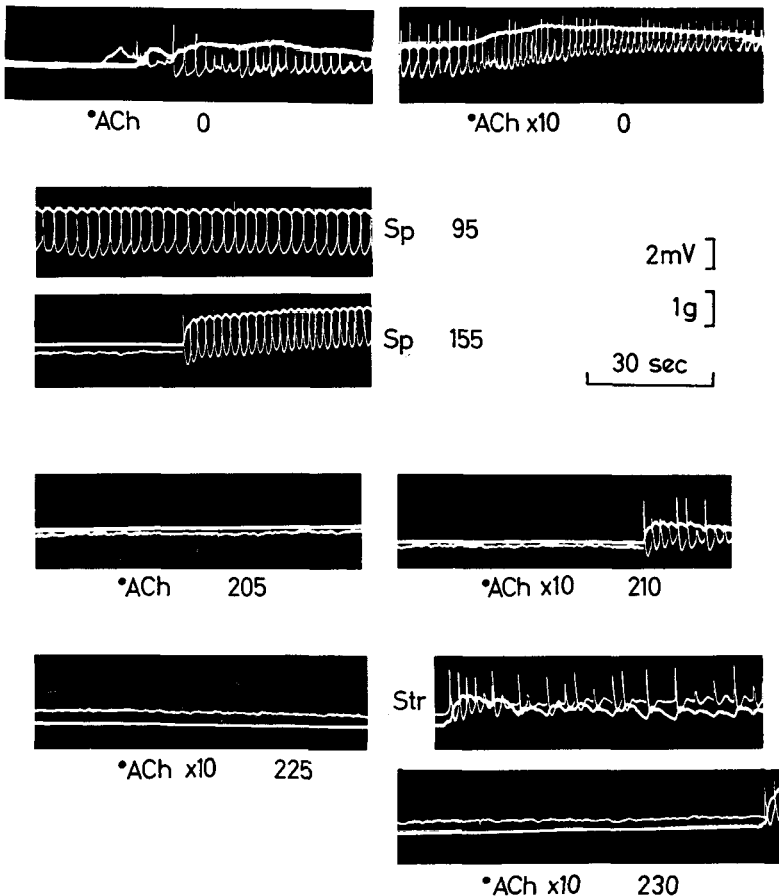 •ACh 0
•ACh x10 0
Sp 95
2mV
1g
Sp 155
30 sec
•ACh 205
•ACh x10 210
Str
•ACh x10 225
•ACh x10 230